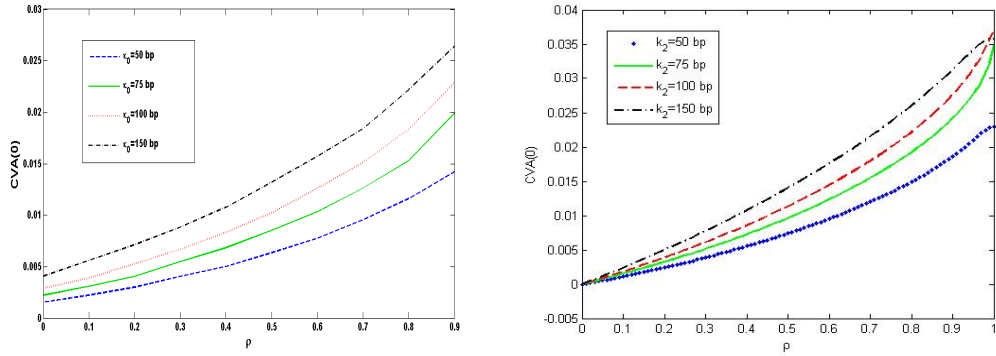 0.03
0.025
0.02
0.015
0.01
0.005
0
CVA(0)
κ0=50 bp
κ0=75 bp
κ0=100 bp
κ0=150 bp
0 0.1 0.2 0.3 0.4 0.5 0.6 0.7 0.8 0.9
ρ
0.04
0.035
0.03
0.025
0.02
0.015
0.01
0.005
0
-0.005
CVA(0)
k2=50 bp
k2=75 bp
k2=100 bp
k2=150 bp
0 0.1 0.2 0.3 0.4 0.5 0.6 0.7 0.8 0.9 1
ρ